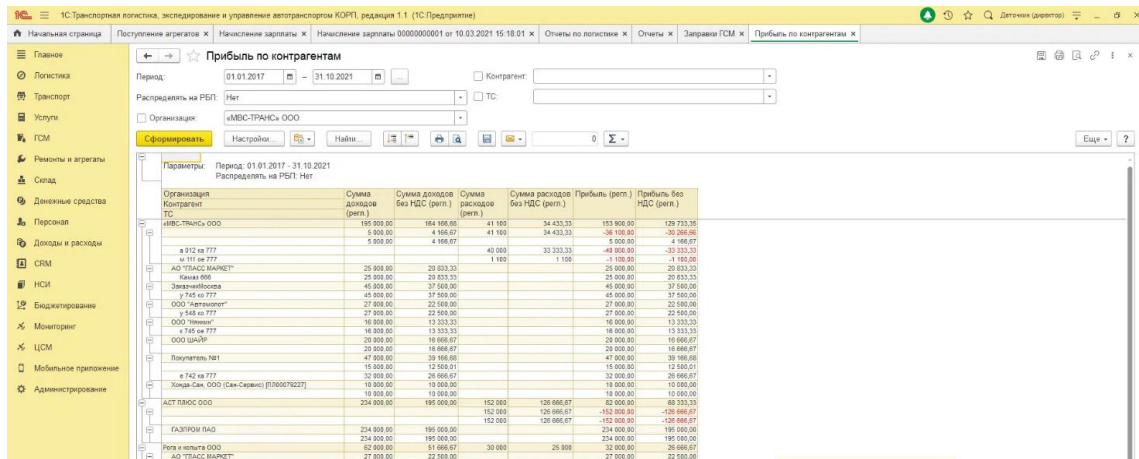 1С:Транспортная логистика, экспедирование и управление автотранспортом КОРП, редакция 1.1 (1С:Предприятие) Деточкин (директор)
Начальная страница Поступление агрегатов × Начисление зарплаты × Начисление зарплаты 00000000001 от 10.03.2021 15:18:01 × Отчеты по логистике × Отчеты × Заправки ГСМ × Прибыль по контрагентам ×
Главное
Логистика
Транспорт
Услуги
ГСМ
Ремонты и агрегаты
Склад
Денежные средства
Персонал
Доходы и расходы
CRM
НСИ
Бюджетирование
Мониторинг
ЦСМ
Мобильное приложение
Администрирование
Прибыль по контрагентам
Период: 01.01.2017 – 31.10.2021 ... Контрагент:
Распределять на РБП: Нет ТС:
Организация: «МВС-ТРАНС» ООО
Сформировать Настройки... Найти... 0 Σ Еще ?
Параметры: Период: 01.01.2017 - 31.10.2021
Распределять на РБП: Нет
Организация Сумма Сумма доходов Сумма Сумма расходов Прибыль (регл.) Прибыль без
Контрагент доходов без НДС (регл.) расходов без НДС (регл.) НДС (регл.)
ТС (регл.) (регл.)
«МВС-ТРАНС» ООО 195 000,00 164 166,68 41 100 34 433,33 153 900,00 129 733,35
5 000,00 4 166,67 41 100 34 433,33 -36 100,00 -30 266,66
5 000,00 4 166,67 5 000,00 4 166,67
а 012 ка 777 40 000 33 333,33 -40 000,00 -33 333,33
м 111 ое 777 1 100 1 100 -1 100,00 -1 100,00
АО "ГЛАСС МАРКЕТ" 25 000,00 20 833,33 25 000,00 20 833,33
Камаз 666 25 000,00 20 833,33 25 000,00 20 833,33
ЗаказчикМосква 45 000,00 37 500,00 45 000,00 37 500,00
у 745 ко 777 45 000,00 37 500,00 45 000,00 37 500,00
ООО "Автомолот" 27 000,00 22 500,00 27 000,00 22 500,00
у 548 ко 777 27 000,00 22 500,00 27 000,00 22 500,00
ООО 16 000,00 13 333,33 16 000,00 13 333,33
745 ое 777 16 000,00 13 333,33 16 000,00 13 333,33
ООО ШАЙР 20 000,00 16 666,67 20 000,00 16 666,67
20 000,00 16 666,67 20 000,00 16 666,67
Покупатель №1 47 000,00 39 166,68 47 000,00 39 166,68
15 000,00 12 500,01 15 000,00 12 500,01
е 742 ка 777 32 000,00 26 666,67 32 000,00 26 666,67
Хонда-Сан, ООО (Сан-Сервис) [ПЛ00079227] 10 000,00 10 000,00 10 000,00 10 000,00
10 000,00 10 000,00 10 000,00 10 000,00
АСТ ПЛЮС ООО 234 000,00 195 000,00 152 000 126 666,67 82 000,00 68 333,33
152 000 126 666,67 -152 000,00 -126 666,67
152 000 126 666,67 -152 000,00 -126 666,67
ГАЗПРОМ ПАО 234 000,00 195 000,00 234 000,00 195 000,00
234 000,00 195 000,00 234 000,00 195 000,00
Рога и копыта ООО 62 000,00 51 666,67 30 000 25 000 32 000,00 26 666,67
АО "ГЛАСС МАРКЕТ" 27 000,00 22 500,00 27 000,00 22 500,00